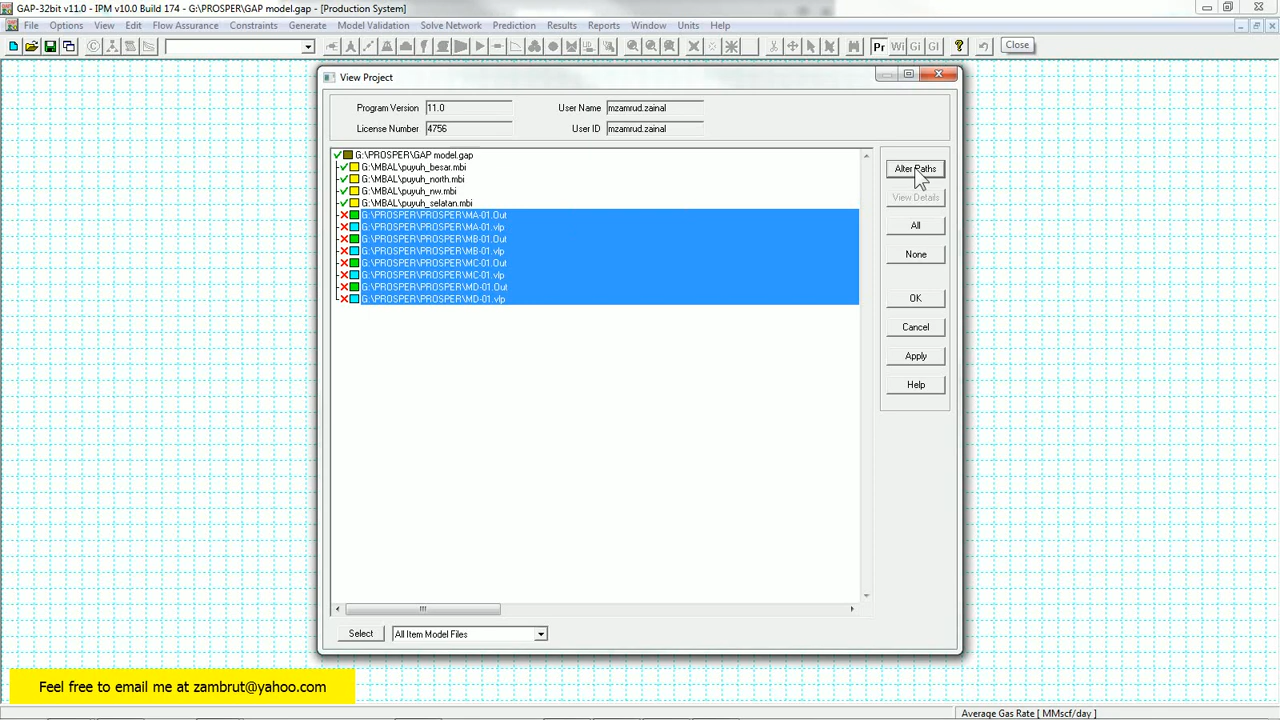 GAP-32bit v11.0 - IPM v10.0 Build 174 - G:\PROSPER\GAP model.gap - [Production System]
File Options View Edit Flow Assurance Constraints Generate Model Validation Solve Network Prediction Results Reports Window Units Help
Pr Wi Gi Gi ? Close
View Project
Program Version 11.0 User Name mzamrud.zainal
License Number 4756 User ID mzamrud.zainal
G:\PROSPER\GAP model.gap
G:\MBAL\puyuh_besar.mbi
G:\MBAL\puyuh_north.mbi
G:\MBAL\puyuh_nw.mbi
G:\MBAL\puyuh_selatan.mbi
G:\PROSPER\PROSPER\MA-01.Out
G:\PROSPER\PROSPER\MA-01.vlp
G:\PROSPER\PROSPER\MB-01.Out
G:\PROSPER\PROSPER\MB-01.vlp
G:\PROSPER\PROSPER\MC-01.Out
G:\PROSPER\PROSPER\MC-01.vlp
G:\PROSPER\PROSPER\MD-01.Out
G:\PROSPER\PROSPER\MD-01.vlp
Alter Paths
View Details
All
None
OK
Cancel
Apply
Help
Select All Item Model Files
Feel free to email me at zambrut@yahoo.com
Average Gas Rate [ MMscf/day ]